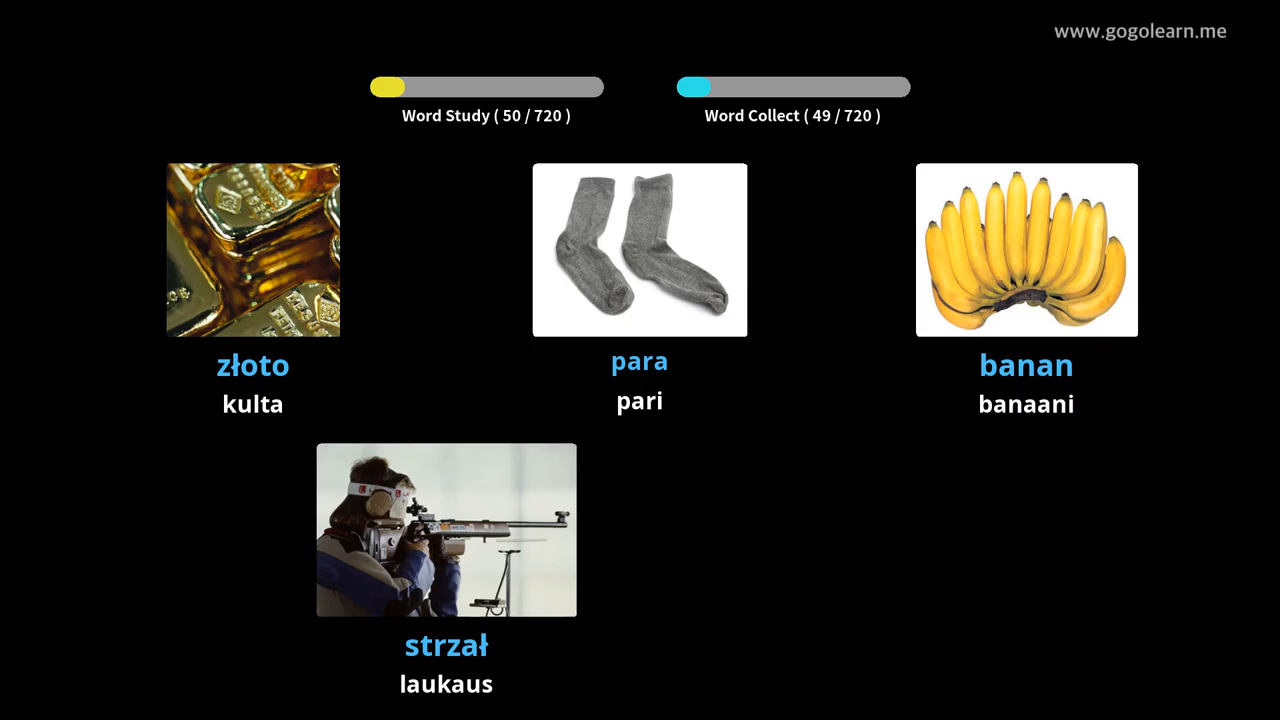 www.gogolearn.me
Word Study ( 50 / 720 )
Word Collect ( 49 / 720 )
złoto
kulta
para
pari
banan
banaani
strzał
laukaus